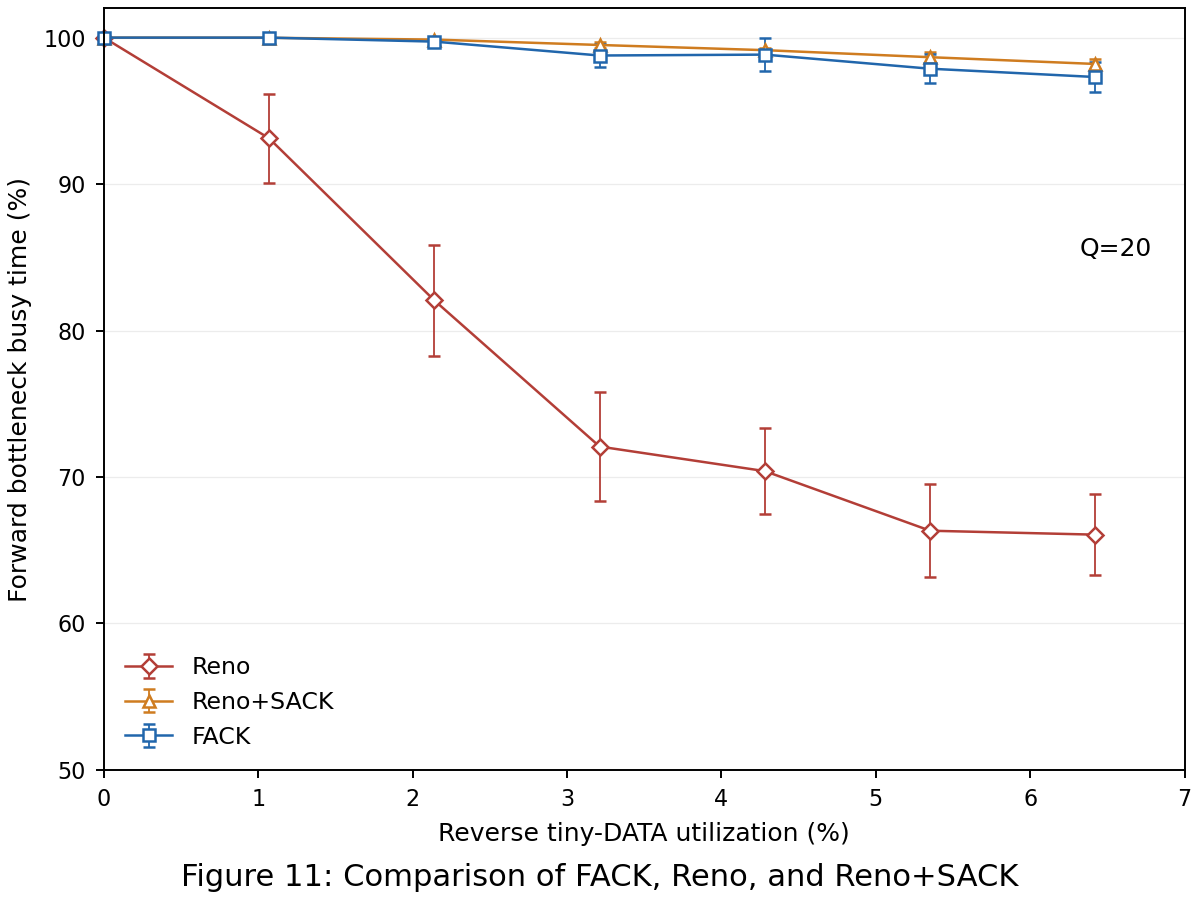 100
90
80
70
60
50
Forward bottleneck busy time (%)
Q=20
Reno
Reno+SACK
FACK
0 1 2 3 4 5 6 7
Reverse tiny-DATA utilization (%)
Figure 11: Comparison of FACK, Reno, and Reno+SACK